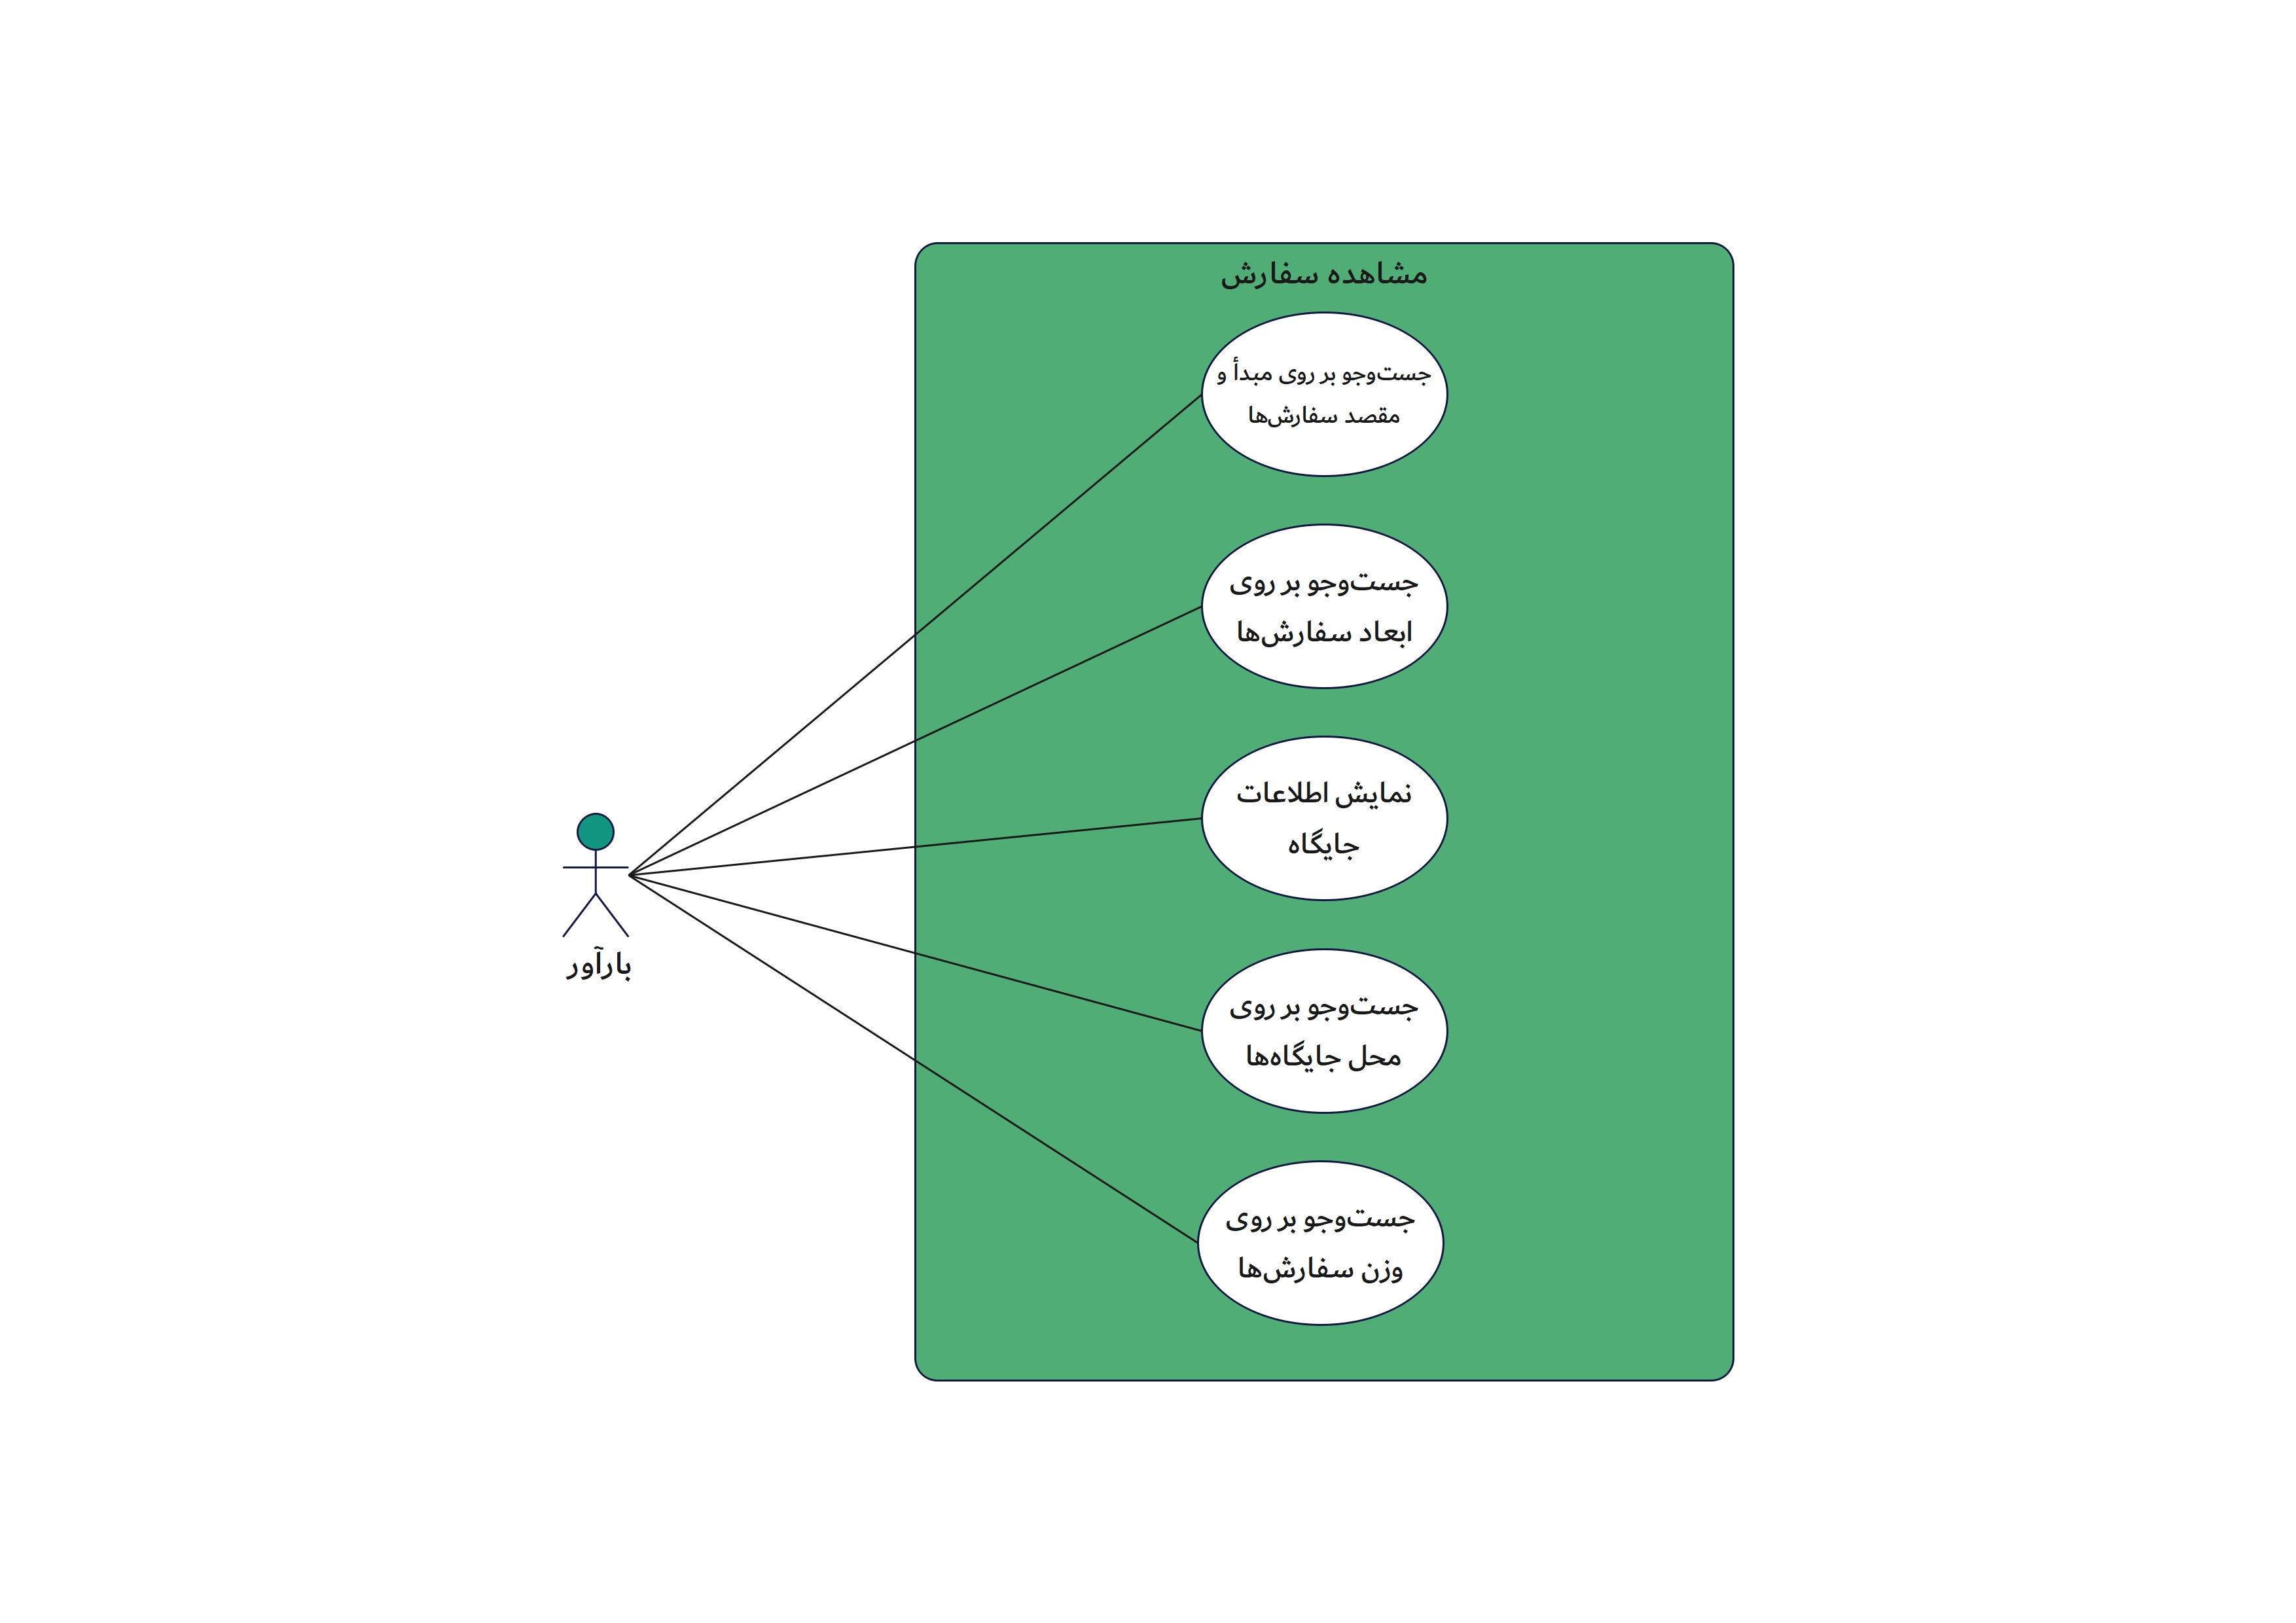 مشاهده سفارش
جست‌وجو بر روی مبدأ و
مقصد سفارش‌ها
جست‌وجو بر روی
ابعاد سفارش‌ها
نمایش اطلاعات
جایگاه
جست‌وجو بر روی
محل جایگاه‌ها
جست‌وجو بر روی
وزن سفارش‌ها
بارآور